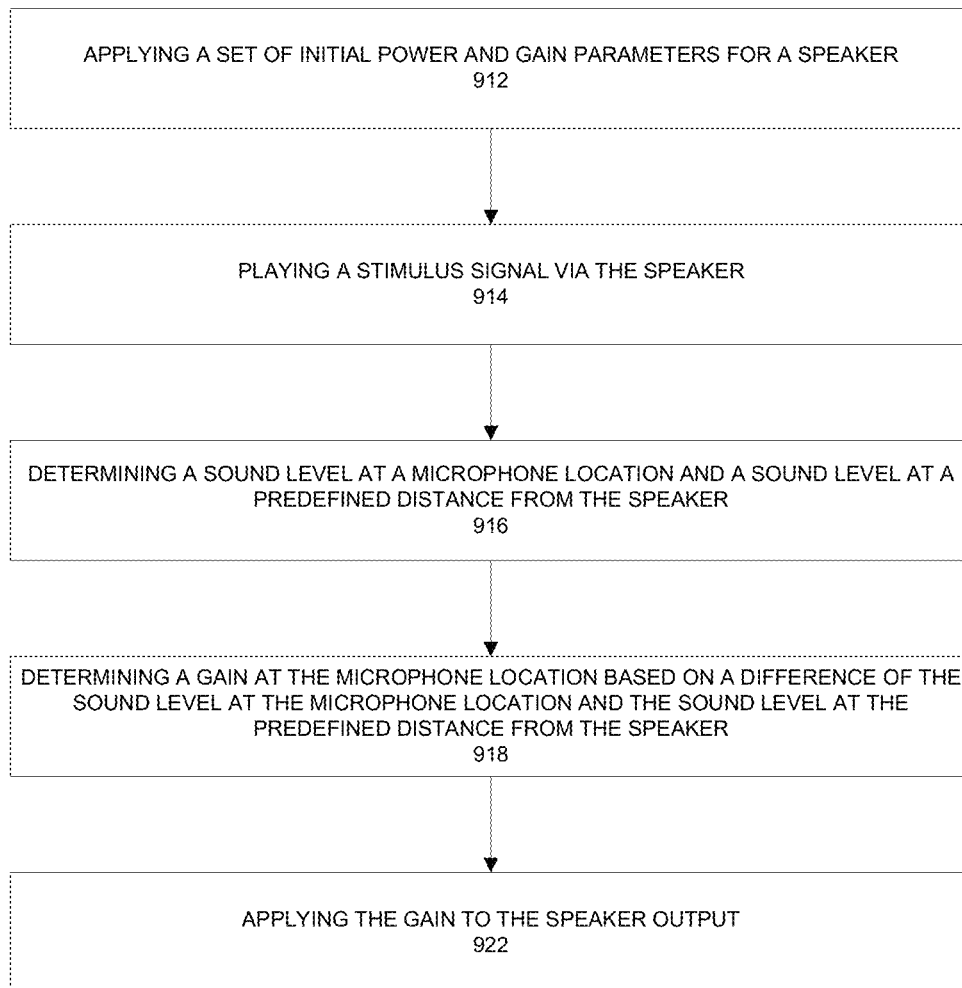 APPLYING A SET OF INITIAL POWER AND GAIN PARAMETERS FOR A SPEAKER
912
PLAYING A STIMULUS SIGNAL VIA THE SPEAKER
914
DETERMINING A SOUND LEVEL AT A MICROPHONE LOCATION AND A SOUND LEVEL AT A
PREDEFINED DISTANCE FROM THE SPEAKER
916
DETERMINING A GAIN AT THE MICROPHONE LOCATION BASED ON A DIFFERENCE OF THE
SOUND LEVEL AT THE MICROPHONE LOCATION AND THE SOUND LEVEL AT THE
PREDEFINED DISTANCE FROM THE SPEAKER
918
APPLYING THE GAIN TO THE SPEAKER OUTPUT
922